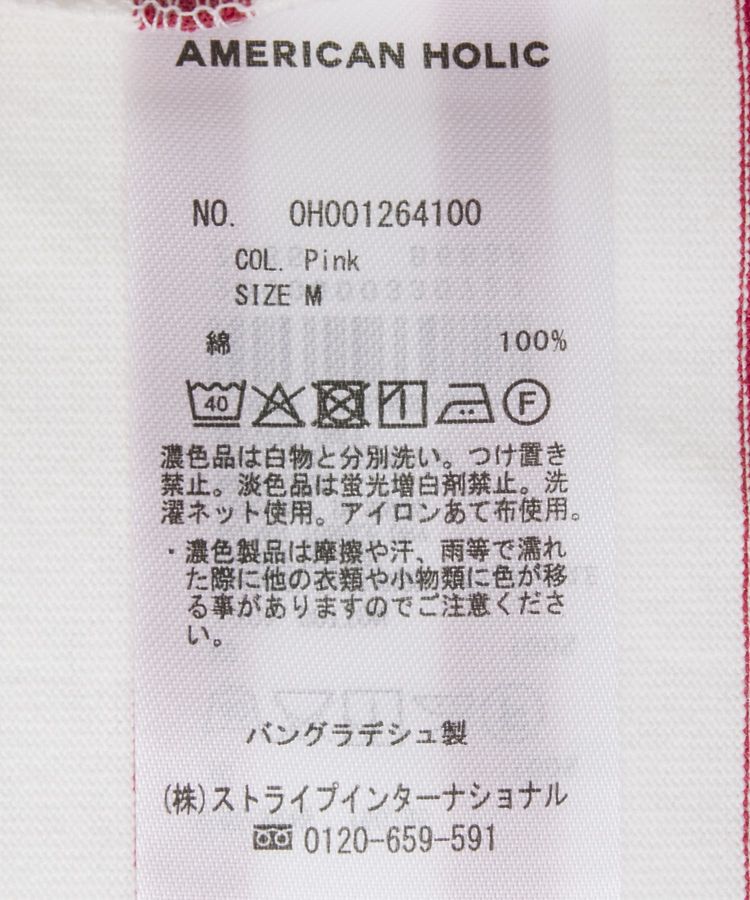 AMERICAN HOLIC
NO. OH001264100
COL. Pink
SIZE M
綿 100%
40 F
濃色品は白物と分別洗い。つけ置き
禁止。淡色品は蛍光増白剤禁止。洗
濯ネット使用。アイロンあて布使用。
・濃色製品は摩擦や汗、雨等で濡れ
た際に他の衣類や小物類に色が移
る事がありますのでご注意くださ
い。
バングラデシュ製
(株)ストライプインターナショナル
0120-659-591